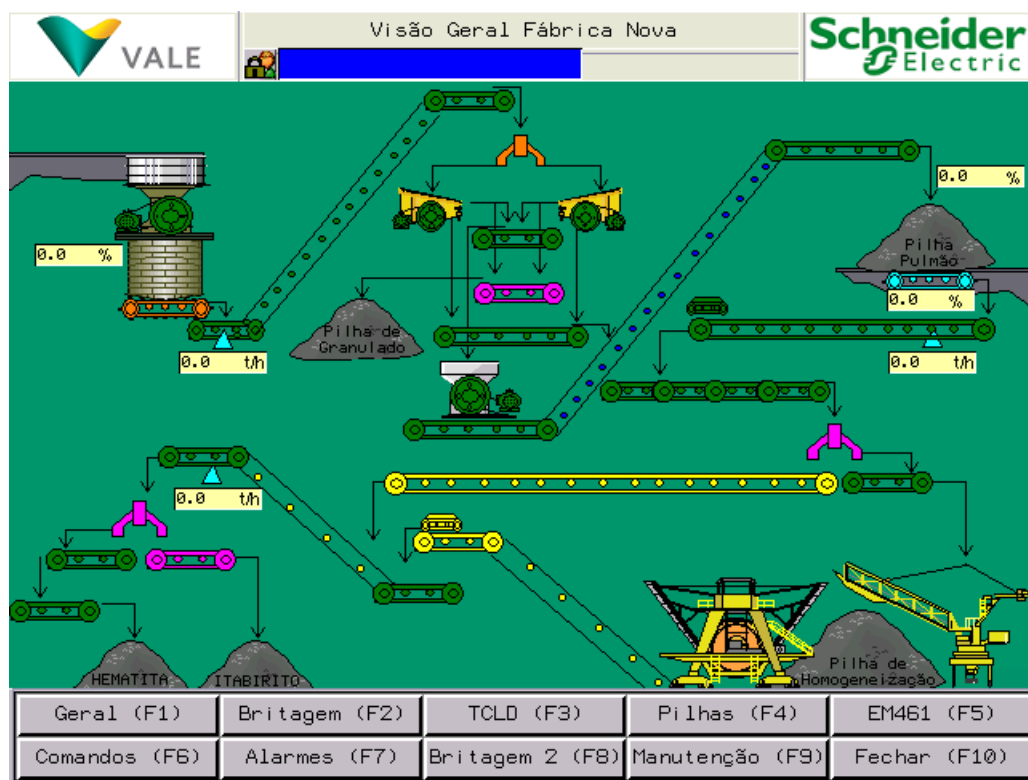 VALE
Visão Geral Fábrica Nova
Schneider
Electric
0.0 %
0.0 %
Pilha
Pulmão
0.0 %
Pilha de
Granulado
0.0 t/h
0.0 t/h
0.0 t/h
HEMATITA
ITABIRITO
Pilha de
Homogeneização
Geral (F1)
Britagem (F2)
TCLD (F3)
Pilhas (F4)
EM461 (F5)
Comandos (F6)
Alarmes (F7)
Britagem 2 (F8)
Manutenção (F9)
Fechar (F10)